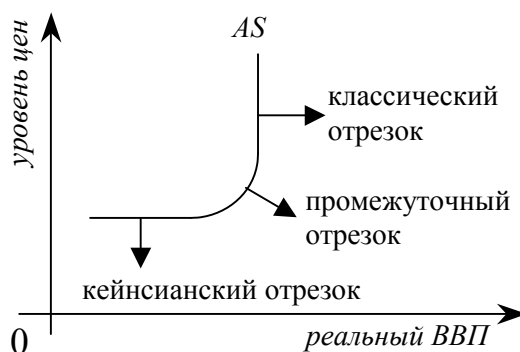 AS
уровень цен
классический
отрезок
промежуточный
отрезок
кейнсианский отрезок
0
реальный ВВП